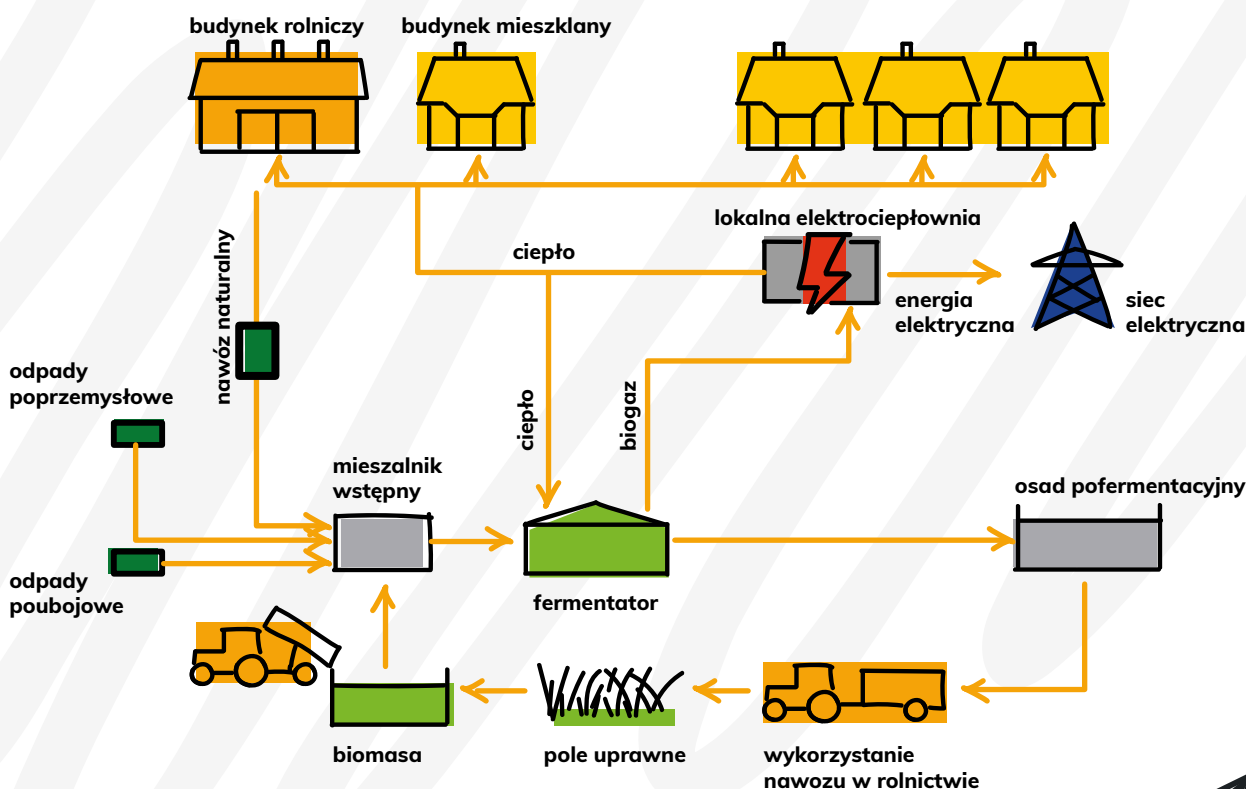 budynek rolniczy
budynek mieszklany
lokalna elektrociepłownia
ciepło
energia
elektryczna
siec
elektryczna
nawóz naturalny
odpady
poprzemysłowe
ciepło
biogaz
mieszalnik
wstępny
osad pofermentacyjny
odpady
poubojowe
fermentator
biomasa
pole uprawne
wykorzystanie
nawozu w rolnictwie